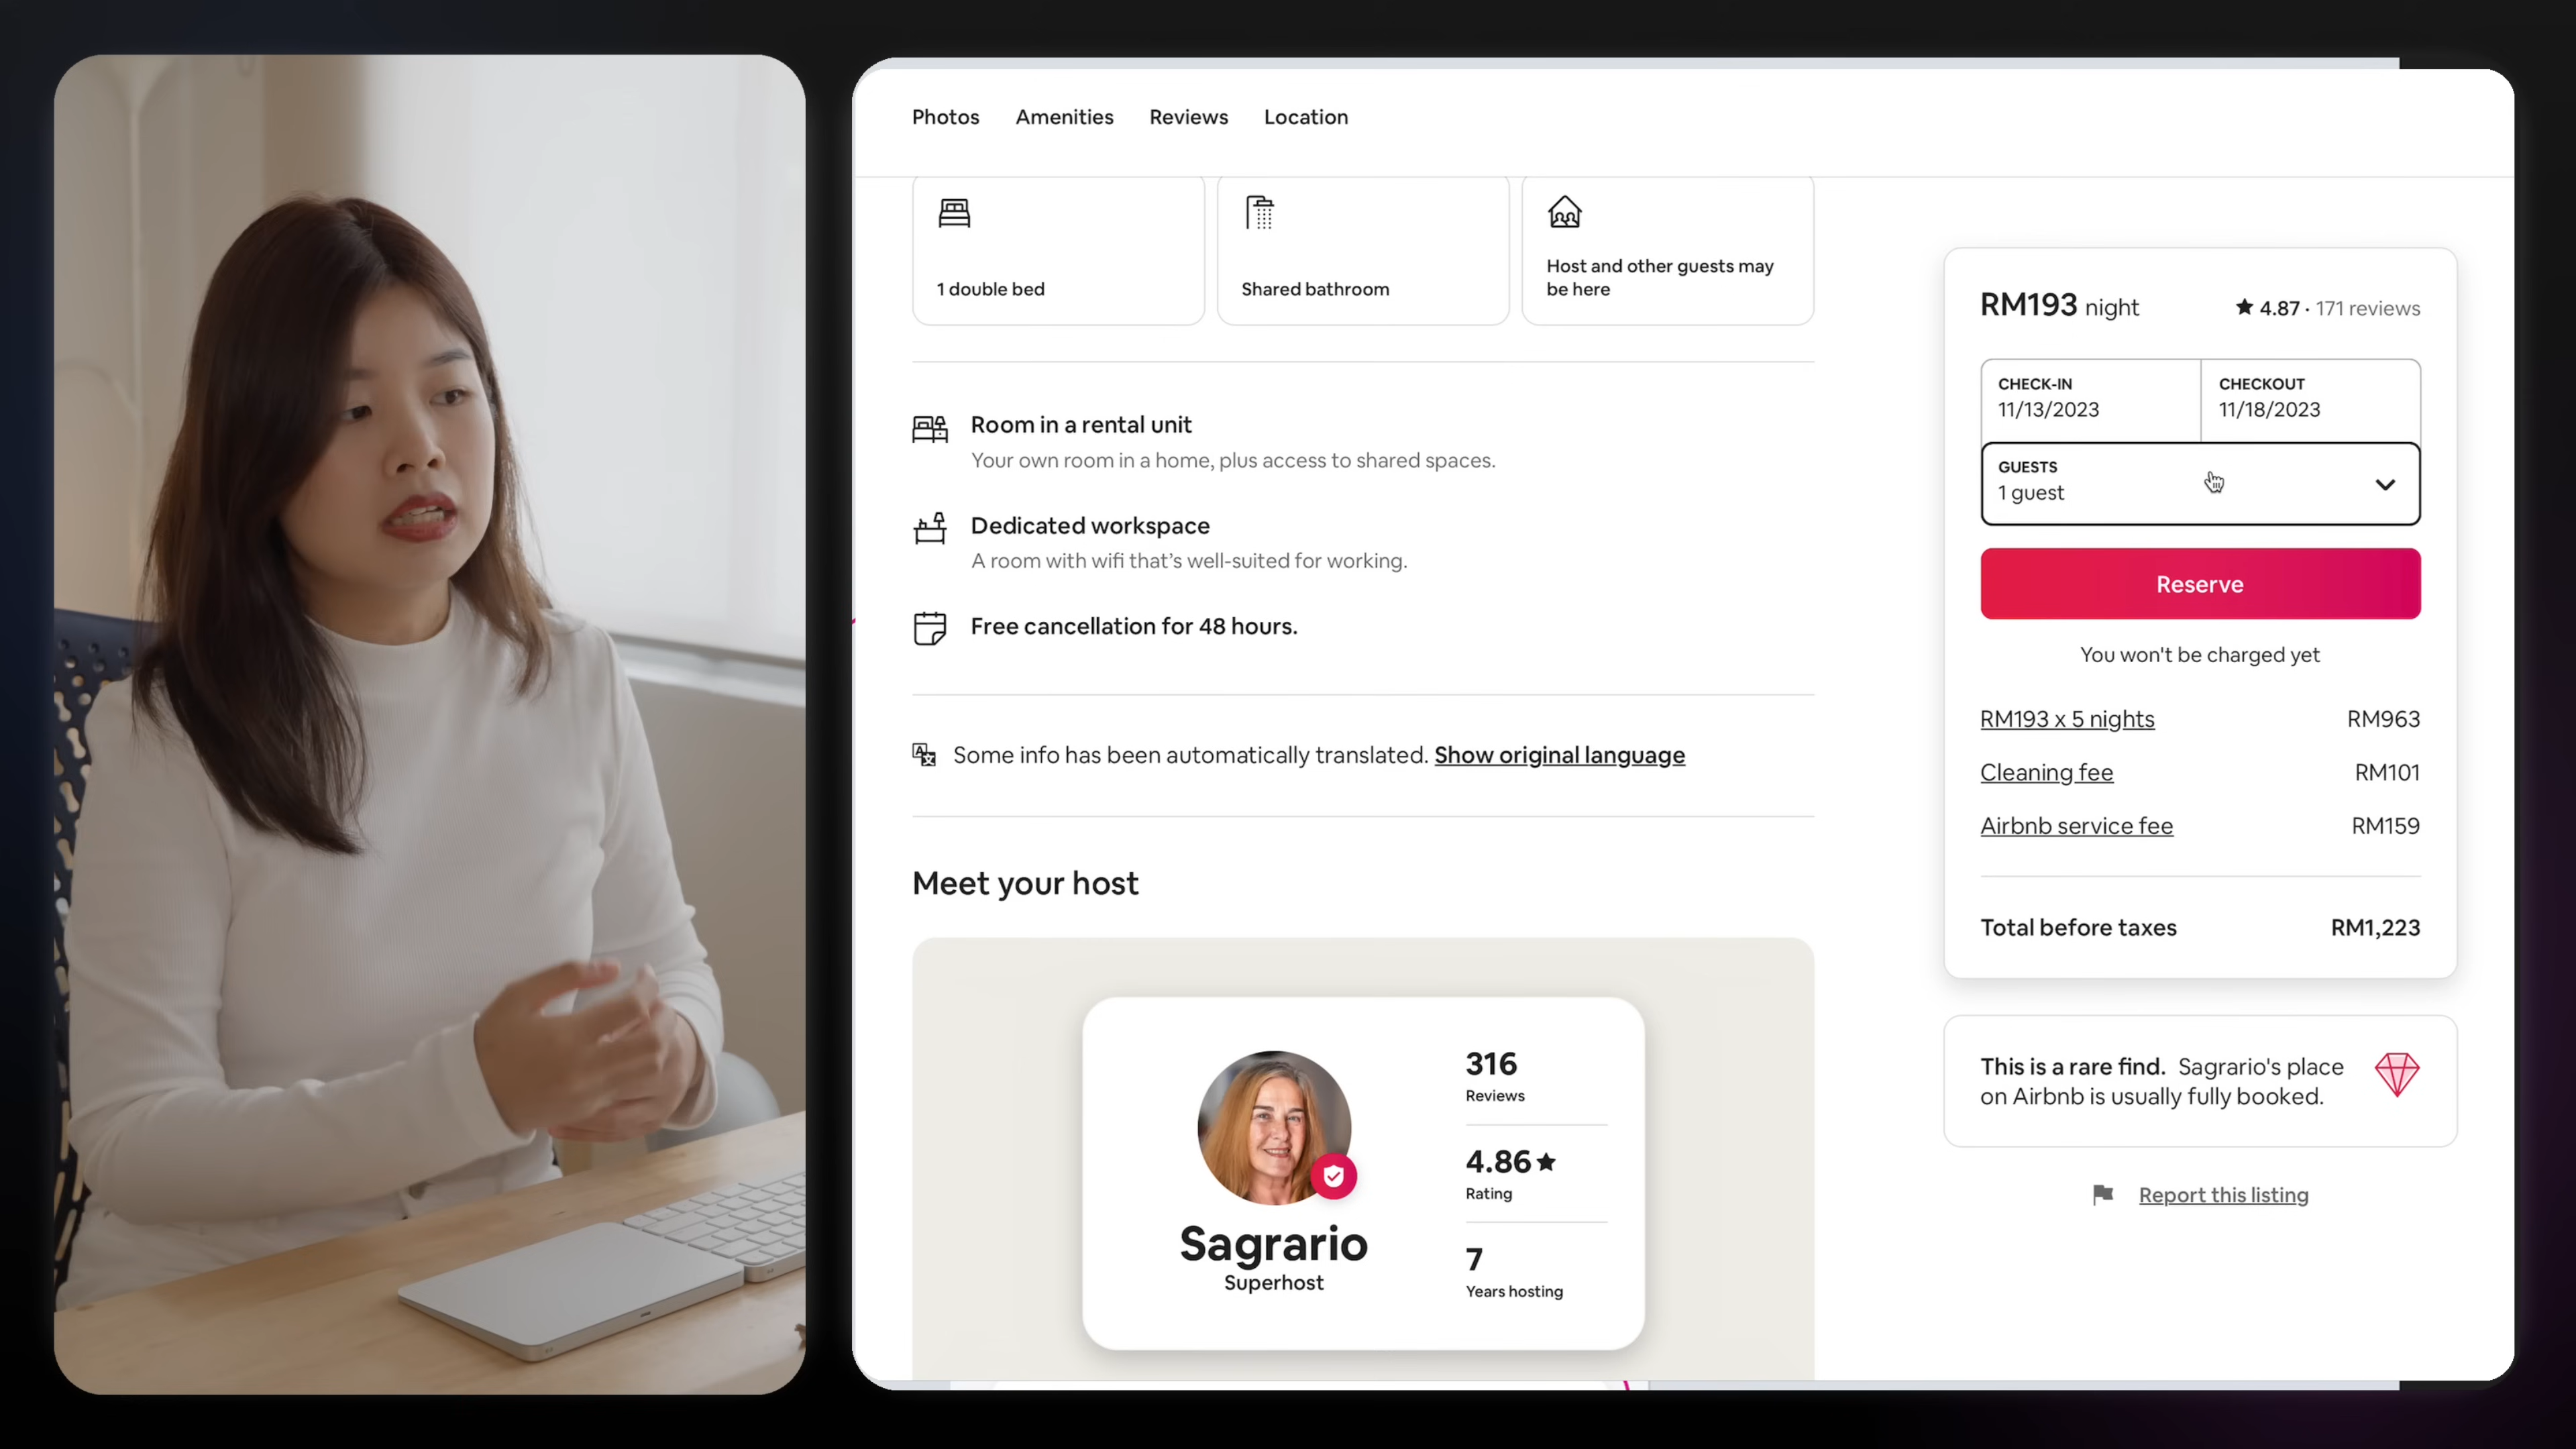 Photos Amenities Reviews Location
1 double bed
Shared bathroom
Host and other guests may
be here
Room in a rental unit
Your own room in a home, plus access to shared spaces.
Dedicated workspace
A room with wifi that's well-suited for working.
Free cancellation for 48 hours.
Some info has been automatically translated. Show original language
Meet your host
Sagrario
Superhost
316
Reviews
4.86★
Rating
7
Years hosting
RM193 night ★ 4.87 · 171 reviews
CHECK-IN
11/13/2023
CHECKOUT
11/18/2023
GUESTS
1 guest
Reserve
You won't be charged yet
RM193 x 5 nights RM963
Cleaning fee RM101
Airbnb service fee RM159
Total before taxes RM1,223
This is a rare find. Sagrario's place
on Airbnb is usually fully booked.
Report this listing